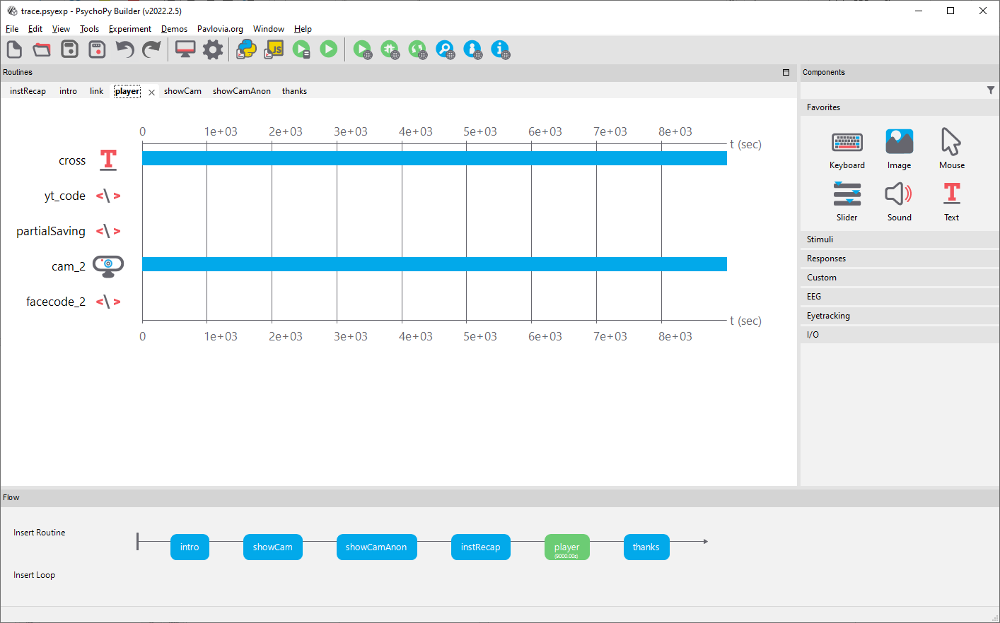 trace.psyexp - PsychoPy Builder (v2022.2.5)
File Edit View Tools Experiment Demos Pavlovia.org Window Help
JS
Routines
Components
instRecap intro link player showCam showCamAnon thanks
Favorites
0 1e+03 2e+03 3e+03 4e+03 5e+03 6e+03 7e+03 8e+03
t (sec)
cross
yt_code
partialSaving
cam_2
facecode_2
t (sec)
0 1e+03 2e+03 3e+03 4e+03 5e+03 6e+03 7e+03 8e+03
Keyboard Image Mouse
Slider Sound Text
Stimuli
Responses
Custom
EEG
Eyetracking
I/O
Flow
Insert Routine
intro showCam showCamAnon instRecap player thanks
(9000.00s)
Insert Loop